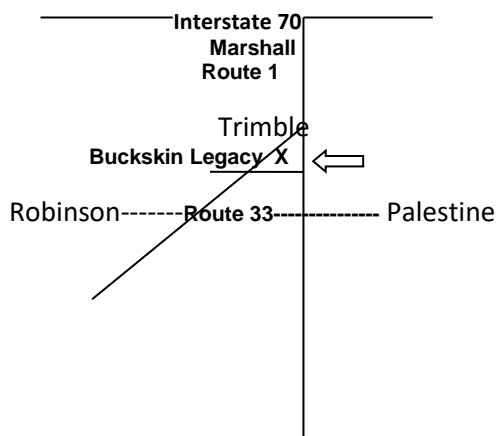 Interstate 70
Marshall
Route 1
Trimble
Buckskin Legacy X
Robinson-------Route 33-------------- Palestine